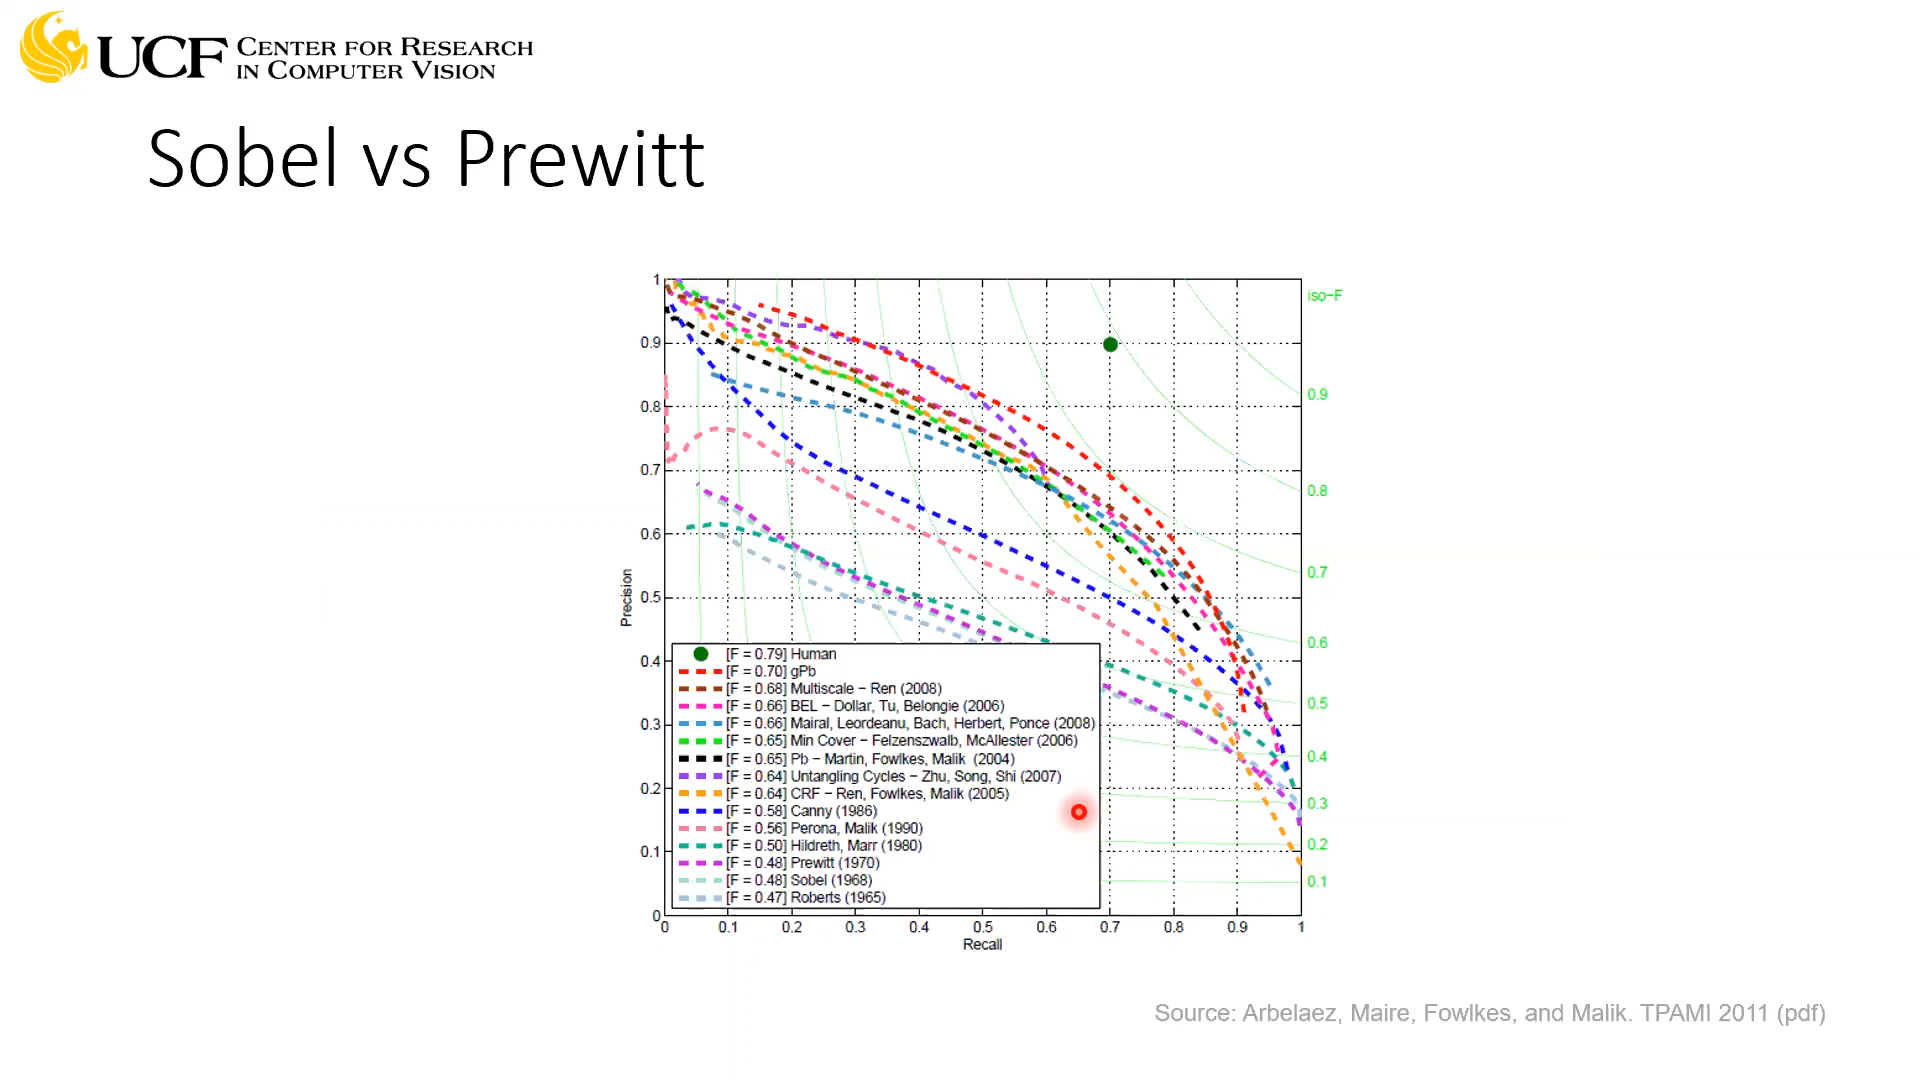 UCF CENTER FOR RESEARCH
IN COMPUTER VISION
Sobel vs Prewitt
iso−F
1
0.9
0.8
0.7
0.6
0.5
0.4
0.3
0.2
0.1
0
Precision
0.9
0.8
0.7
0.6
0.5
0.4
0.3
0.2
0.1
[F = 0.79] Human
[F = 0.70] gPb
[F = 0.68] Multiscale − Ren (2008)
[F = 0.66] BEL − Dollar, Tu, Belongie (2006)
[F = 0.66] Mairal, Leordeanu, Bach, Herbert, Ponce (2008)
[F = 0.65] Min Cover − Felzenszwalb, McAllester (2006)
[F = 0.65] Pb − Martin, Fowlkes, Malik (2004)
[F = 0.64] Untangling Cycles − Zhu, Song, Shi (2007)
[F = 0.64] CRF − Ren, Fowlkes, Malik (2005)
[F = 0.58] Canny (1986)
[F = 0.56] Perona, Malik (1990)
[F = 0.50] Hildreth, Marr (1980)
[F = 0.48] Prewitt (1970)
[F = 0.48] Sobel (1968)
[F = 0.47] Roberts (1965)
0 0.1 0.2 0.3 0.4 0.5 0.6 0.7 0.8 0.9 1
Recall
Source: Arbelaez, Maire, Fowlkes, and Malik. TPAMI 2011 (pdf)